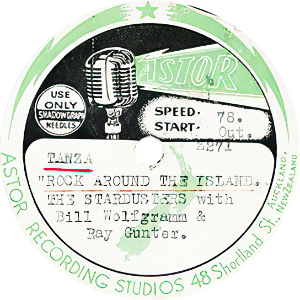 ASTOR
USE
ONLY
SHADOWGRAPH
NEEDLES
SPEED- 78.
START- Out.
Z271
TANZA
"ROCK AROUND THE ISLAND.
THE STARDUSTERS with
Bill Wolfgramm &
Ray Gunter.
ASTOR RECORDING STUDIOS 48 Shortland St., AUCKLAND,
NEW ZEALAND